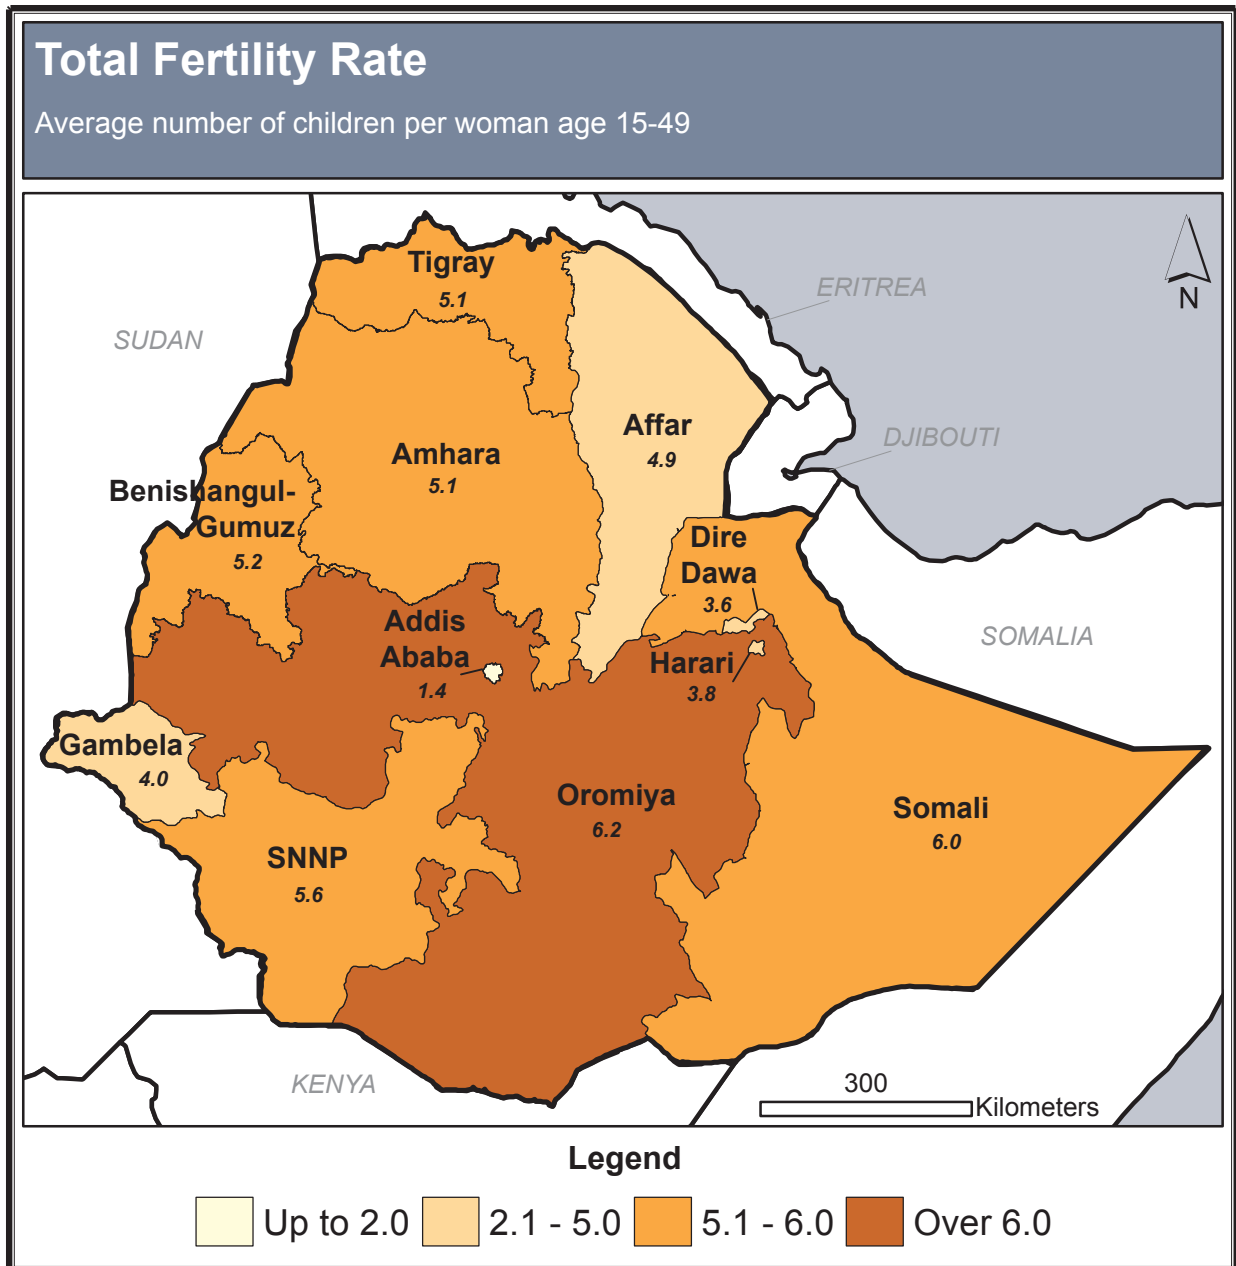 Total Fertility Rate
Average number of children per woman age 15-49
Tigray
5.1
ERITREA
N
SUDAN
Affar
4.9
DJIBOUTI
Amhara
5.1
Benishangul-
Gumuz
5.2
Dire
Dawa
3.6
Addis
Ababa
1.4
SOMALIA
Harari
3.8
Gambela
4.0
Oromiya
6.2
Somali
6.0
SNNP
5.6
KENYA
300
Kilometers
Legend
Up to 2.0
2.1 - 5.0
5.1 - 6.0
Over 6.0